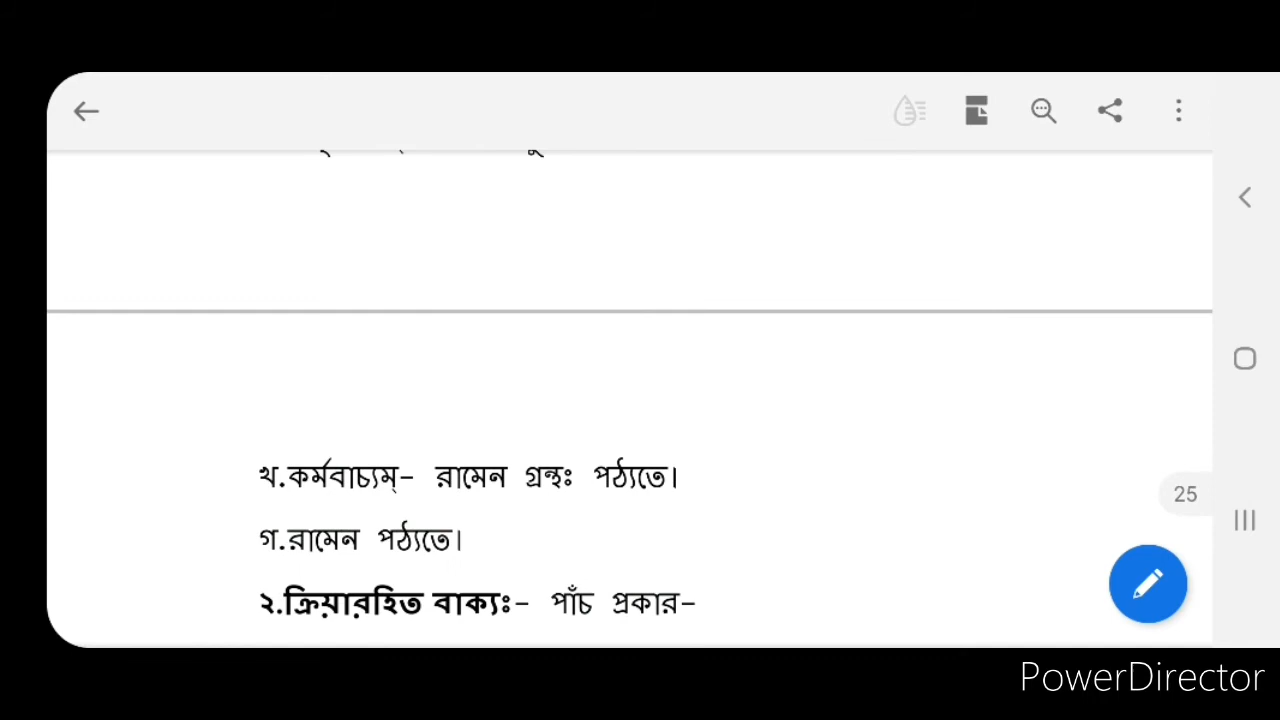 খ.কর্মবাচ্যম্- রামেন গ্রন্থঃ পঠ্যতে।
25
গ.রামেন পঠ্যতে।
২.ক্রিয়ারহিত বাক্যঃ- পাঁচ প্রকার-
PowerDirector